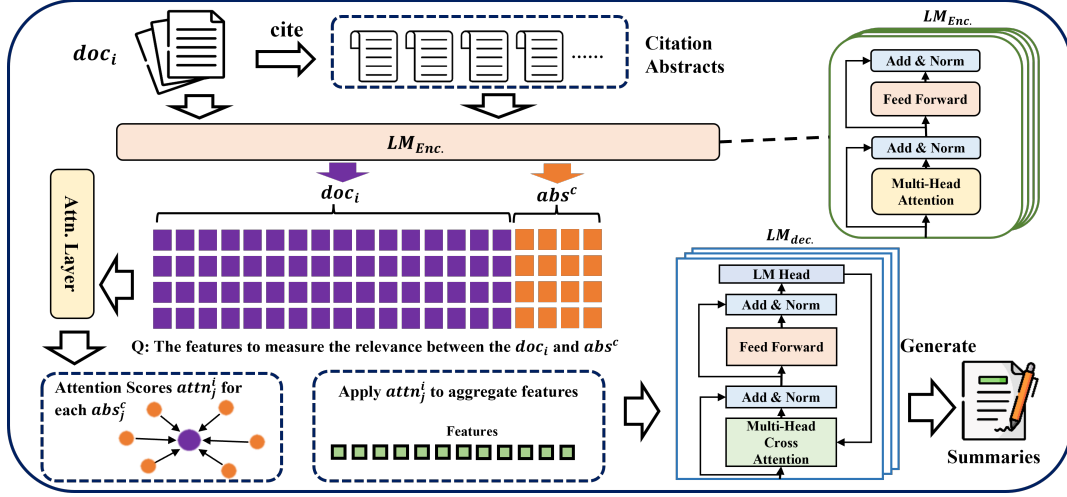 doc_i
cite
Citation
Abstracts
......
LM_Enc.
Add & Norm
Feed Forward
Add & Norm
Multi-Head
Attention
LM_Enc.
doc_i
abs^c
Attn. Layer
Q: The features to measure the relevance between the doc_i and abs^c
Attention Scores attn_j^i for
each abs_j^c
Apply attn_j^i to aggregate features
Features
LM_dec.
LM Head
Add & Norm
Feed Forward
Add & Norm
Multi-Head
Cross
Attention
Generate
Summaries